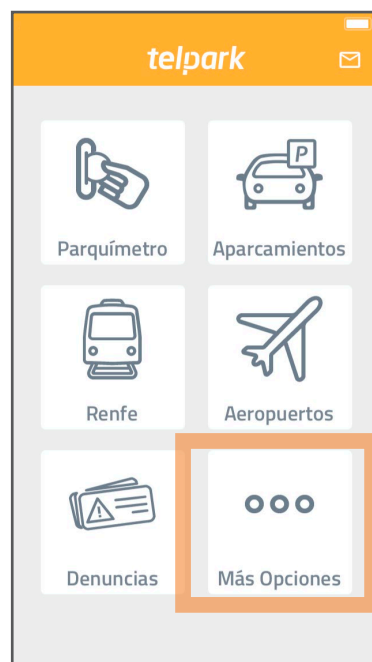 telpark
P
Parquímetro
Aparcamientos
Renfe
Aeropuertos
Denuncias
Más Opciones